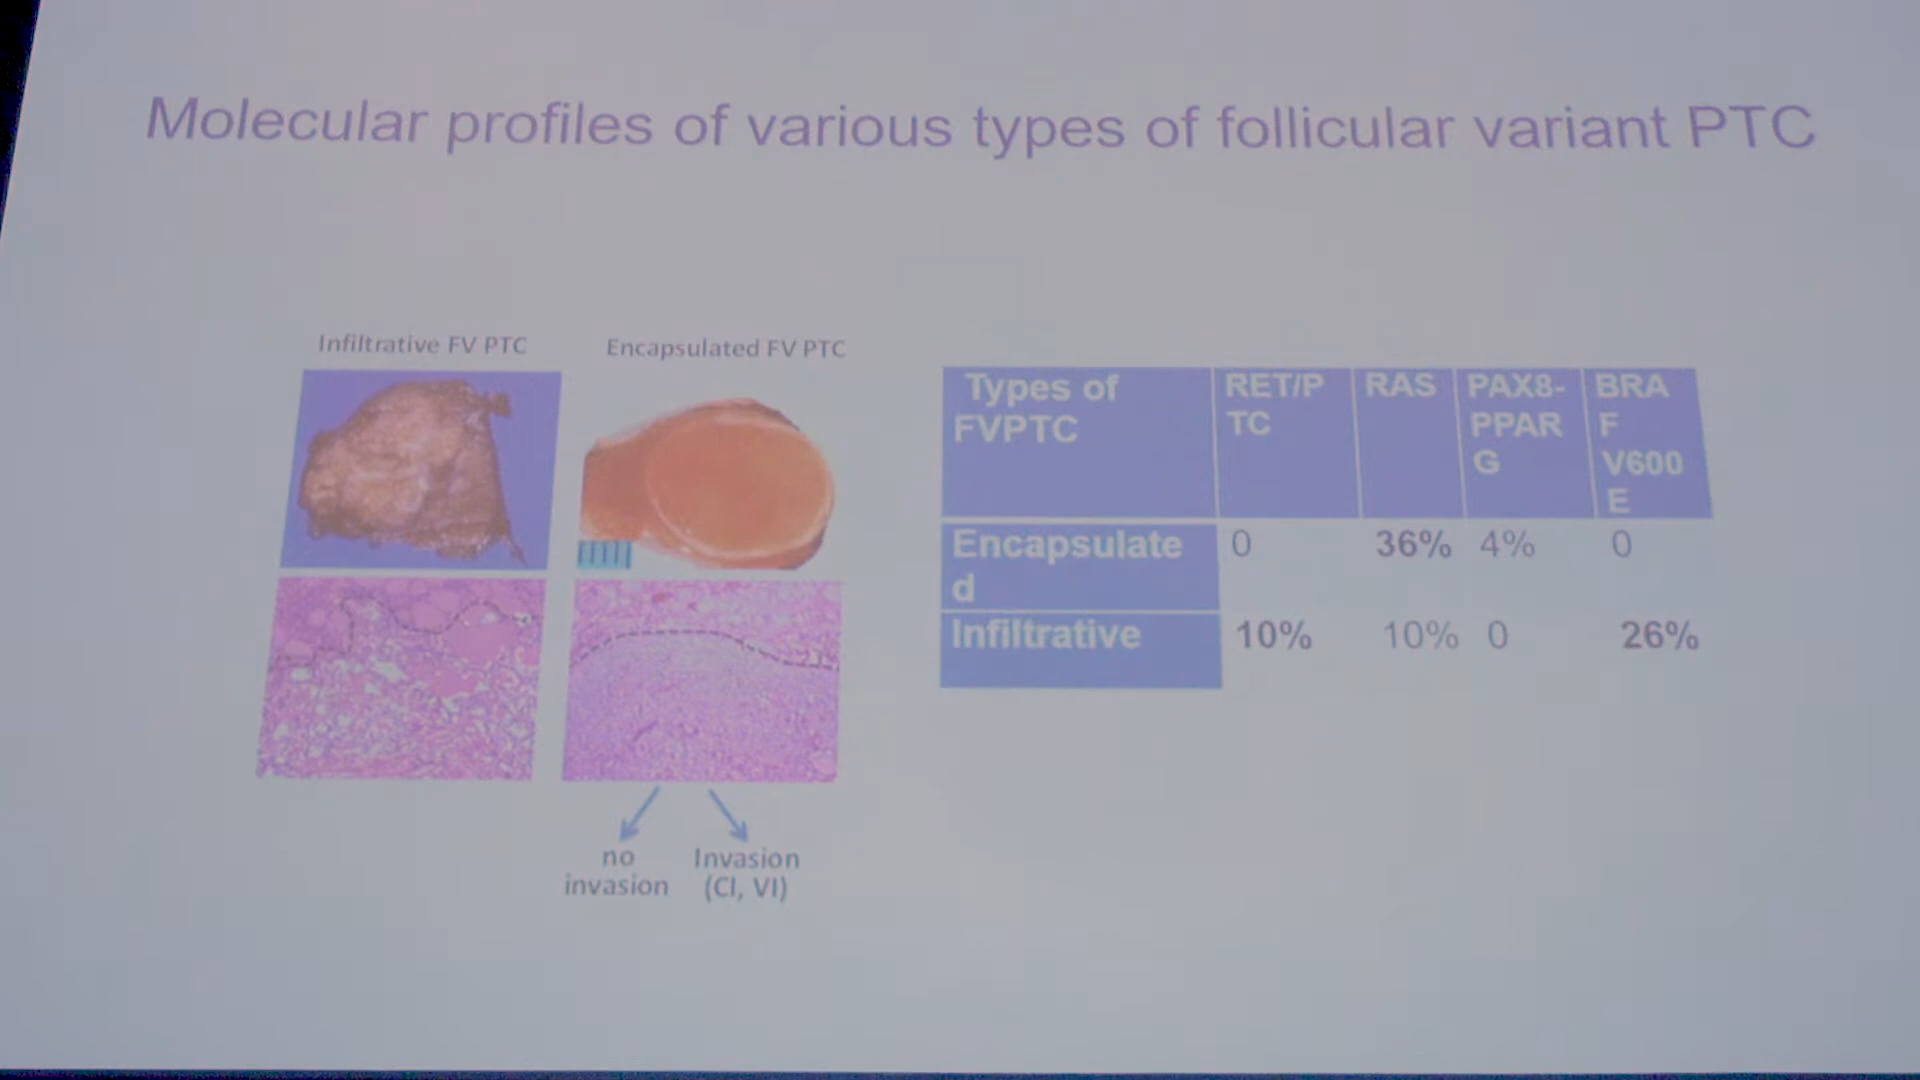 Molecular profiles of various types of follicular variant PTC
Infiltrative FV PTC
Encapsulated FV PTC
no
invasion
Invasion
(CI, VI)
Types of
FVPTC
RET/P
TC
RAS
PAX8-
PPAR
G
BRA
F
V600
E
Encapsulate
d
0
36%
4%
0
Infiltrative
10%
10%
0
26%